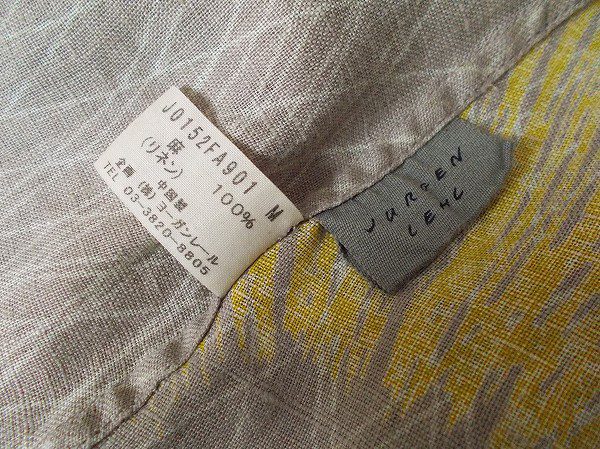 J0152FA901 M
麻
(リネン) 100%
中国製
企画 (株) ヨーガンレール
TEL 03-3820-8805
JURGEN
LEHL